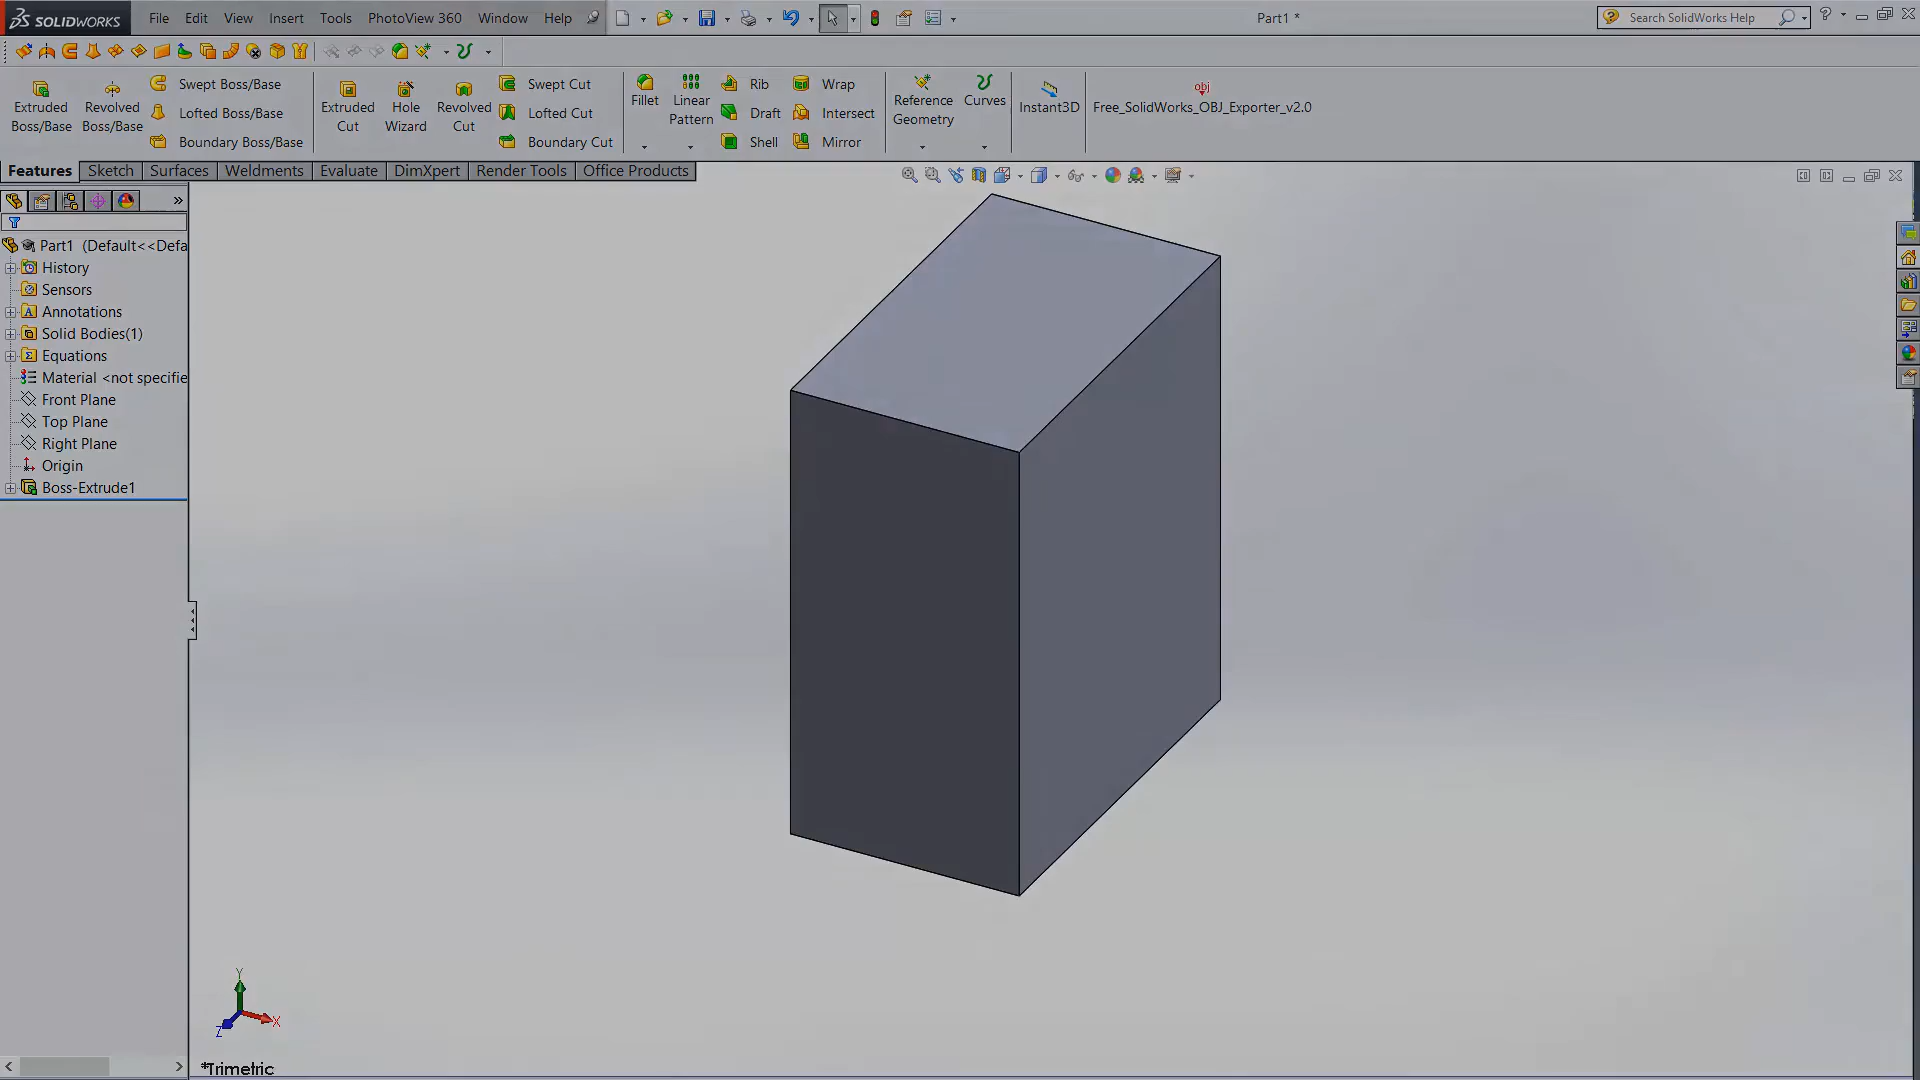 SOLIDWORKS File Edit View Insert Tools PhotoView 360 Window Help Part1 * Search SolidWorks Help
Extruded Boss/Base
Revolved Boss/Base
Swept Boss/Base
Lofted Boss/Base
Boundary Boss/Base
Extruded Cut
Hole Wizard
Revolved Cut
Swept Cut
Lofted Cut
Boundary Cut
Fillet
Linear Pattern
Rib
Draft
Shell
Wrap
Intersect
Mirror
Reference Geometry
Curves
Instant3D
obj
Free_SolidWorks_OBJ_Exporter_v2.0
Features Sketch Surfaces Weldments Evaluate DimXpert Render Tools Office Products
Part1 (Default<<Defa
History
Sensors
Annotations
Solid Bodies(1)
Equations
Material <not specifie
Front Plane
Top Plane
Right Plane
Origin
Boss-Extrude1
Y
X
Z
*Trimetric